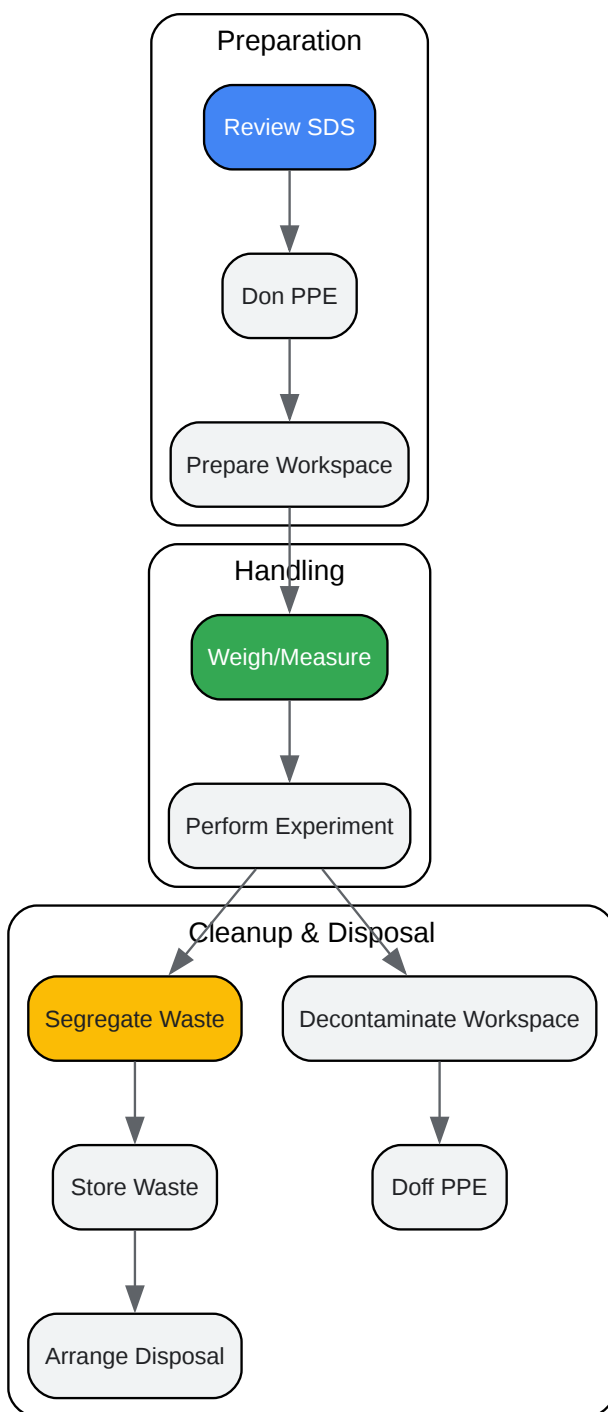 Preparation
Review SDS
Don PPE
Prepare Workspace
Handling
Weigh/Measure
Perform Experiment
Cleanup & Disposal
Segregate Waste
Decontaminate Workspace
Store Waste
Doff PPE
Arrange Disposal